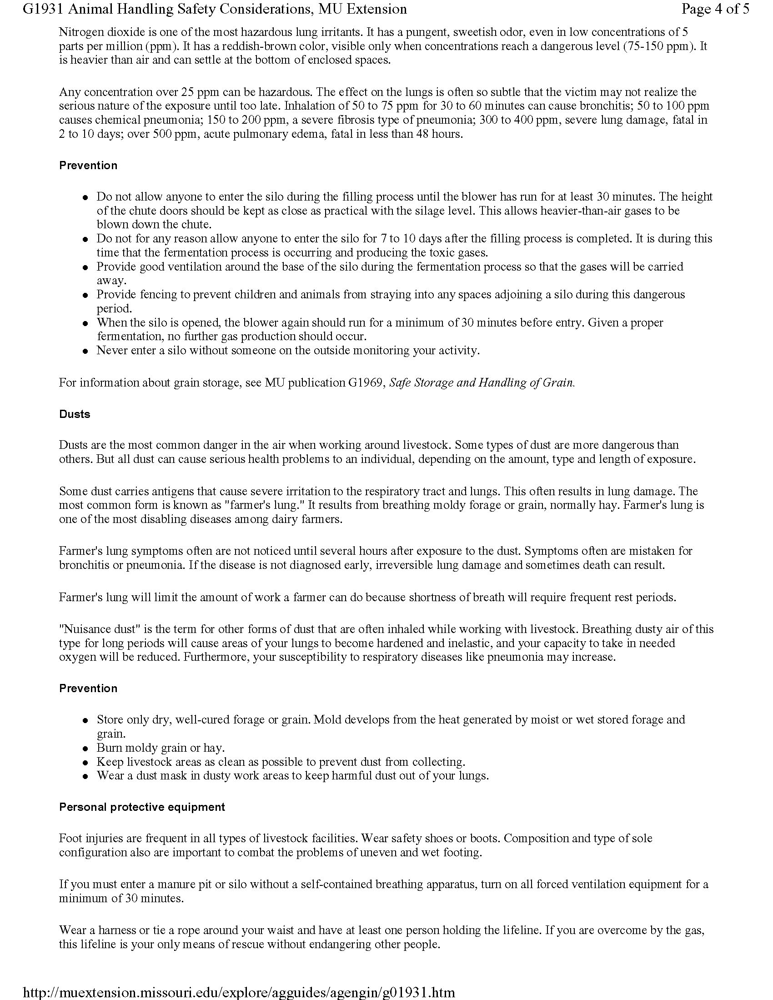 G1931 Animal Handling Safety Considerations, MU Extension
Page 4 of 5
Nitrogen dioxide is one of the most hazardous lung irritants. It has a pungent, sweetish odor, even in low concentrations of 5
parts per million (ppm). It has a reddish-brown color, visible only when concentrations reach a dangerous level (75-150 ppm). It
is heavier than air and can settle at the bottom of enclosed spaces.
Any concentration over 25 ppm can be hazardous. The effect on the lungs is often so subtle that the victim may not realize the
serious nature of the exposure until too late. Inhalation of 50 to 75 ppm for 30 to 60 minutes can cause bronchitis; 50 to 100 ppm
causes chemical pneumonia; 150 to 200 ppm, a severe fibrosis type of pneumonia; 300 to 400 ppm, severe lung damage, fatal in
2 to 10 days; over 500 ppm, acute pulmonary edema, fatal in less than 48 hours.
Prevention
● Do not allow anyone to enter the silo during the filling process until the blower has run for at least 30 minutes. The height
of the chute doors should be kept as close as practical with the silage level. This allows heavier-than-air gases to be
blown down the chute.
● Do not for any reason allow anyone to enter the silo for 7 to 10 days after the filling process is completed. It is during this
time that the fermentation process is occurring and producing the toxic gases.
● Provide good ventilation around the base of the silo during the fermentation process so that the gases will be carried
away.
● Provide fencing to prevent children and animals from straying into any spaces adjoining a silo during this dangerous
period.
● When the silo is opened, the blower again should run for a minimum of 30 minutes before entry. Given a proper
fermentation, no further gas production should occur.
● Never enter a silo without someone on the outside monitoring your activity.
For information about grain storage, see MU publication G1969, Safe Storage and Handling of Grain.
Dusts
Dusts are the most common danger in the air when working around livestock. Some types of dust are more dangerous than
others. But all dust can cause serious health problems to an individual, depending on the amount, type and length of exposure.
Some dust carries antigens that cause severe irritation to the respiratory tract and lungs. This often results in lung damage. The
most common form is known as "farmer's lung." It results from breathing moldy forage or grain, normally hay. Farmer's lung is
one of the most disabling diseases among dairy farmers.
Farmer's lung symptoms often are not noticed until several hours after exposure to the dust. Symptoms often are mistaken for
bronchitis or pneumonia. If the disease is not diagnosed early, irreversible lung damage and sometimes death can result.
Farmer's lung will limit the amount of work a farmer can do because shortness of breath will require frequent rest periods.
"Nuisance dust" is the term for other forms of dust that are often inhaled while working with livestock. Breathing dusty air of this
type for long periods will cause areas of your lungs to become hardened and inelastic, and your capacity to take in needed
oxygen will be reduced. Furthermore, your susceptibility to respiratory diseases like pneumonia may increase.
Prevention
● Store only dry, well-cured forage or grain. Mold develops from the heat generated by moist or wet stored forage and
grain.
● Burn moldy grain or hay.
● Keep livestock areas as clean as possible to prevent dust from collecting.
● Wear a dust mask in dusty work areas to keep harmful dust out of your lungs.
Personal protective equipment
Foot injuries are frequent in all types of livestock facilities. Wear safety shoes or boots. Composition and type of sole
configuration also are important to combat the problems of uneven and wet footing.
If you must enter a manure pit or silo without a self-contained breathing apparatus, turn on all forced ventilation equipment for a
minimum of 30 minutes.
Wear a harness or tie a rope around your waist and have at least one person holding the lifeline. If you are overcome by the gas,
this lifeline is your only means of rescue without endangering other people.
http://muextension.missouri.edu/explore/agguides/agengin/g01931.htm